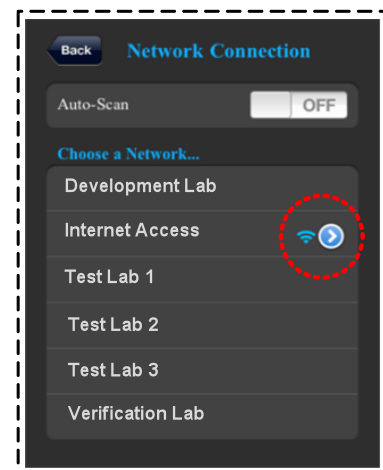 Back Network Connection
Auto-Scan OFF
Choose a Network...
Development Lab
Internet Access
Test Lab 1
Test Lab 2
Test Lab 3
Verification Lab